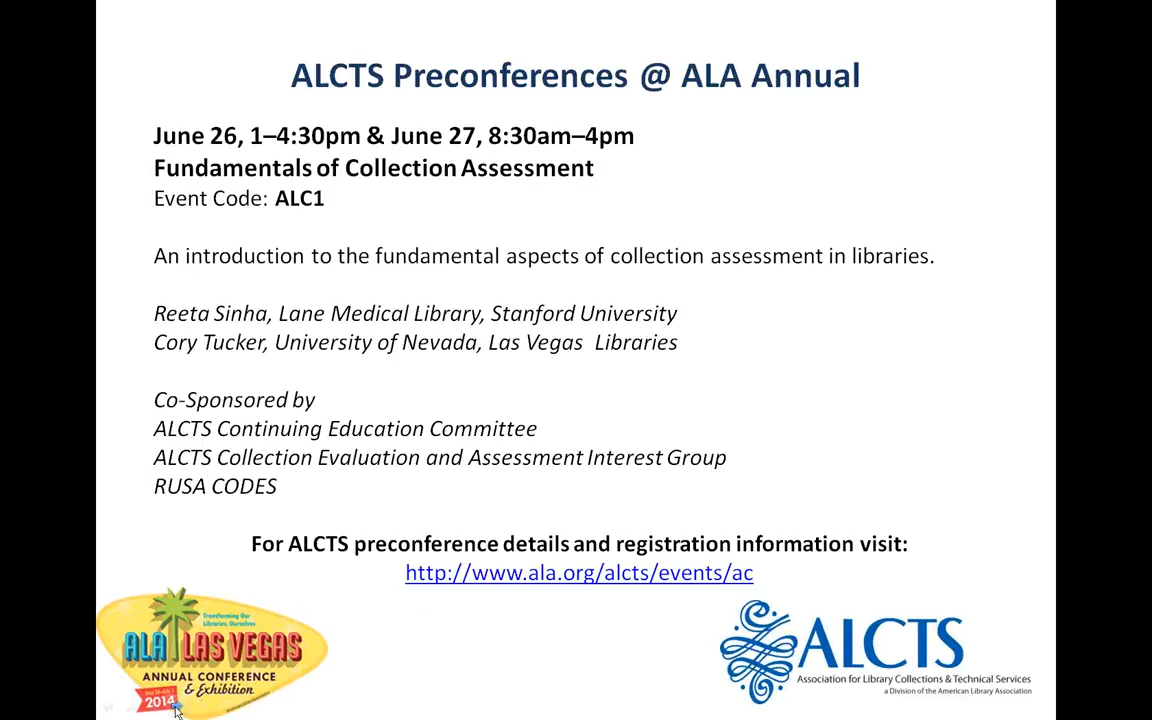 ALCTS Preconferences @ ALA Annual
June 26, 1–4:30pm & June 27, 8:30am–4pm
Fundamentals of Collection Assessment
Event Code: ALC1
An introduction to the fundamental aspects of collection assessment in libraries.
Reeta Sinha, Lane Medical Library, Stanford University
Cory Tucker, University of Nevada, Las Vegas Libraries
Co-Sponsored by
ALCTS Continuing Education Committee
ALCTS Collection Evaluation and Assessment Interest Group
RUSA CODES
For ALCTS preconference details and registration information visit:
http://www.ala.org/alcts/events/ac
Transforming Our
Libraries, Ourselves
ALA LAS VEGAS
ANNUAL CONFERENCE
& Exhibition
2014
ALCTS
Association for Library Collections & Technical Services
a Division of the American Library Association